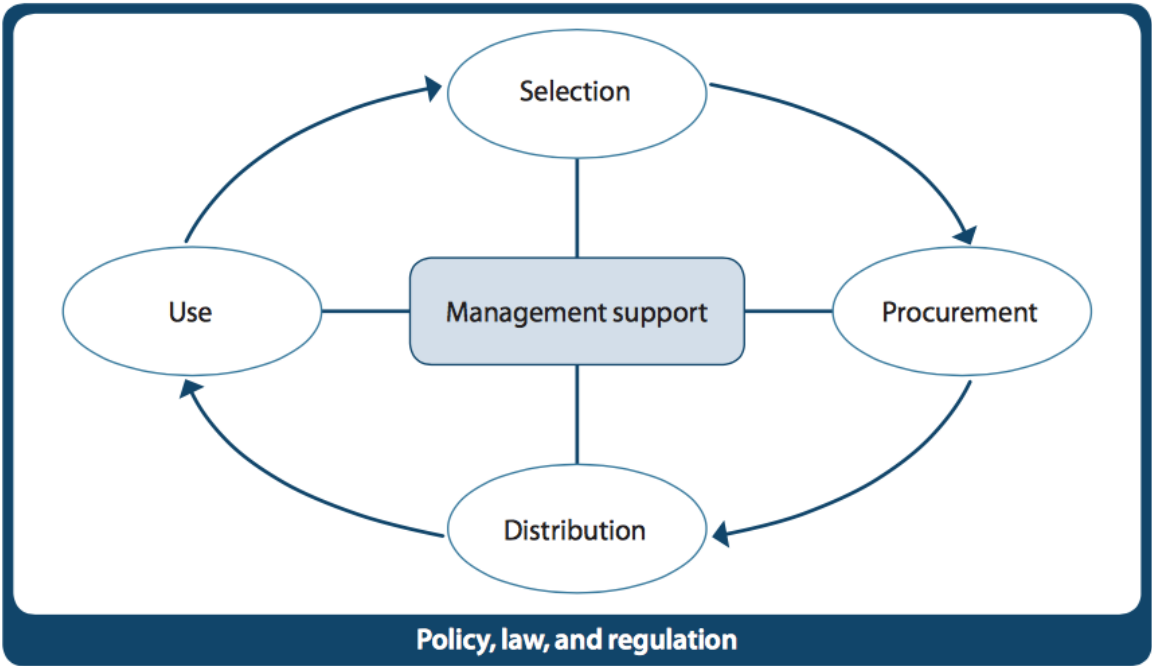 Selection
Use
Management support
Procurement
Distribution
Policy, law, and regulation